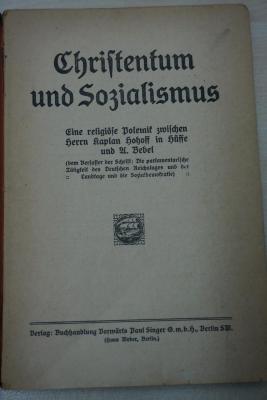 Christentum
und Sozialismus
Eine religiöse Polemik zwischen
Herrn Kaplan Hohoff in Hüffe
und A. Bebel
(dem Verfasser der Schrift: Die parlamentarische
Tätigkeit des Deutschen Reichstages und der
:: Landtage und die Sozialdemokratie) ::
Verlag: Buchhandlung Vorwärts Paul Singer G.m.b.H., Berlin SW.
(Hans Weber, Berlin.)